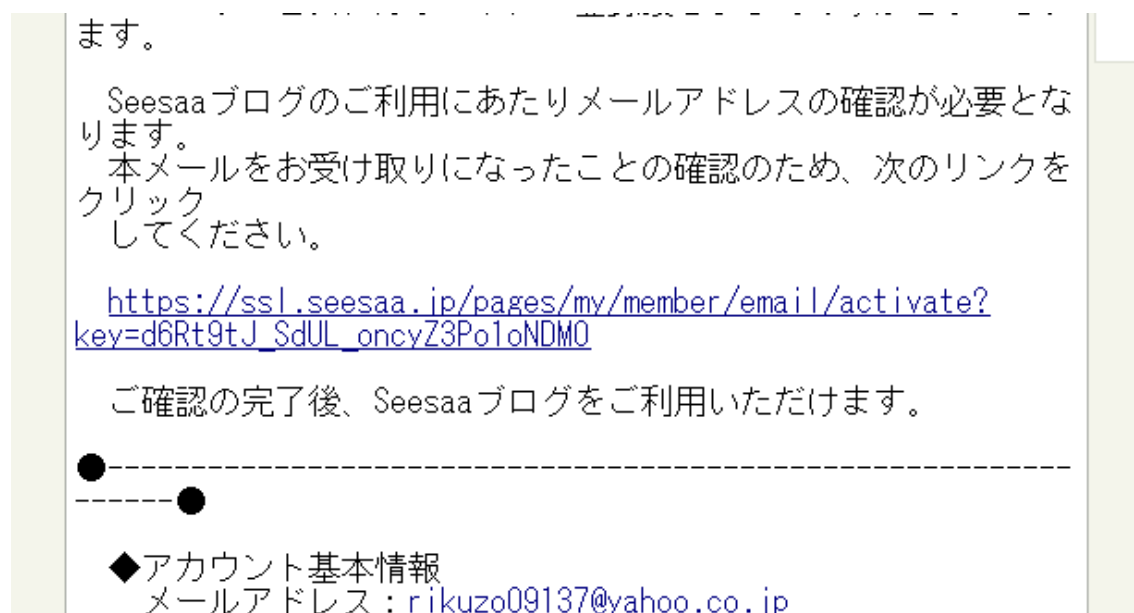 ます。
Seesaaブログのご利用にあたりメールアドレスの確認が必要とな
ります。
本メールをお受け取りになったことの確認のため、次のリンクを
クリック
してください。
https://ssl.seesaa.jp/pages/my/member/email/activate?
key=d6Rt9tJ_SdUL_oncyZ3Po1oNDMO
ご確認の完了後、Seesaaブログをご利用いただけます。
●----------------------------------------------------------
------●
◆アカウント基本情報
メールアドレス：rikuzo09137@yahoo.co.jp